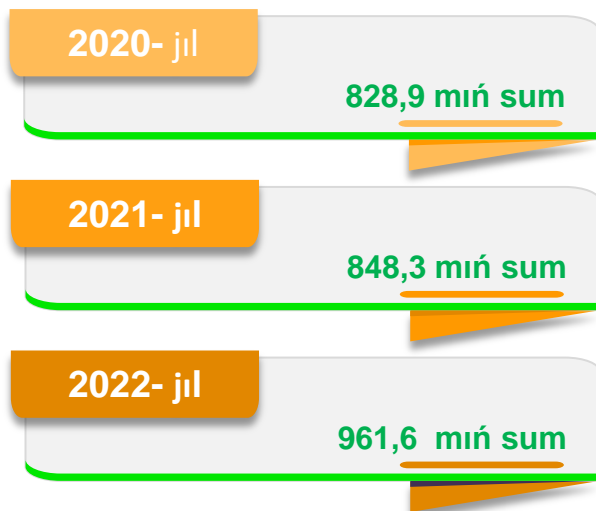 2020- jıl
828,9 mıń sum
2021- jıl
848,3 mıń sum
2022- jıl
961,6 mıń sum